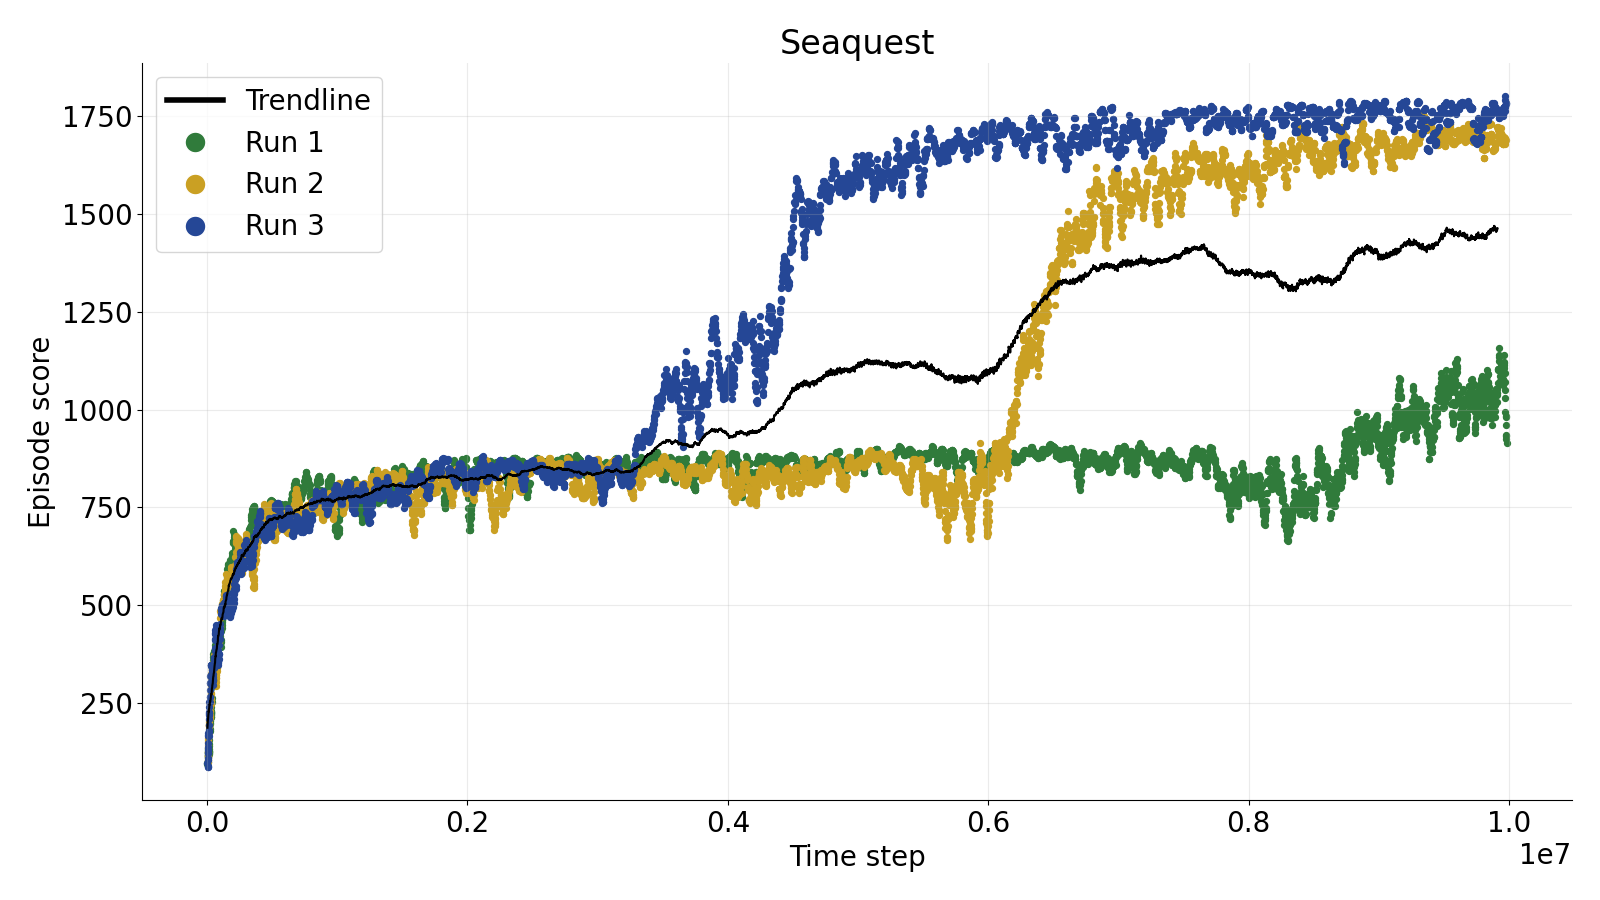 Seaquest
Trendline
Run 1
Run 2
Run 3
1750
1500
1250
1000
750
500
250
Episode score
0.0 0.2 0.4 0.6 0.8 1.0
1e7
Time step